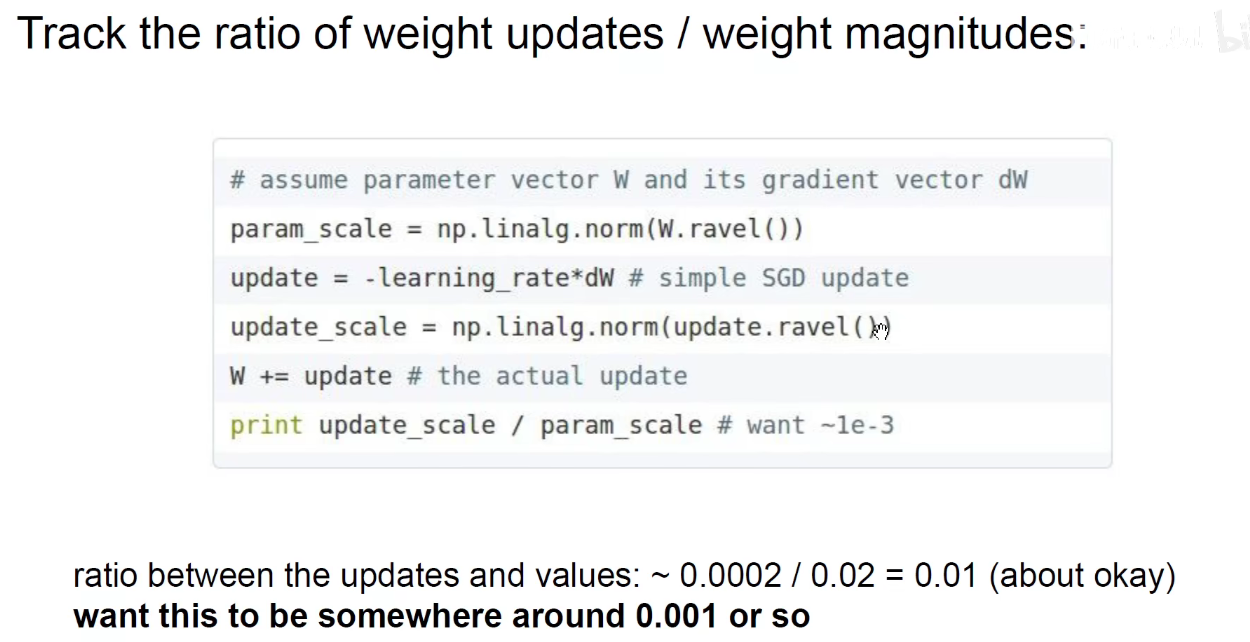 Track the ratio of weight updates / weight magnitudes:
# assume parameter vector W and its gradient vector dW
param_scale = np.linalg.norm(W.ravel())
update = -learning_rate*dW # simple SGD update
update_scale = np.linalg.norm(update.ravel())
W += update # the actual update
print update_scale / param_scale # want ~1e-3
ratio between the updates and values: ~ 0.0002 / 0.02 = 0.01 (about okay)
want this to be somewhere around 0.001 or so